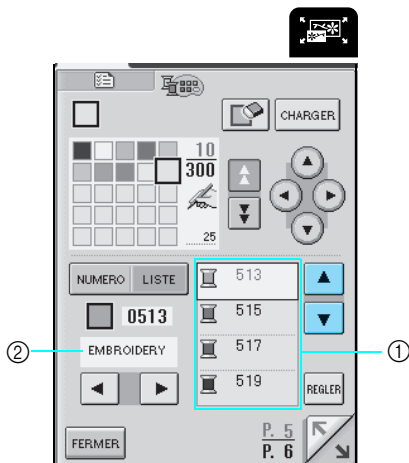 CHARGER
10
300
25
NUMERO LISTE
513
0513
515
② EMBROIDERY
517
①
519
REGLER
FERMER
P. 5
P. 6